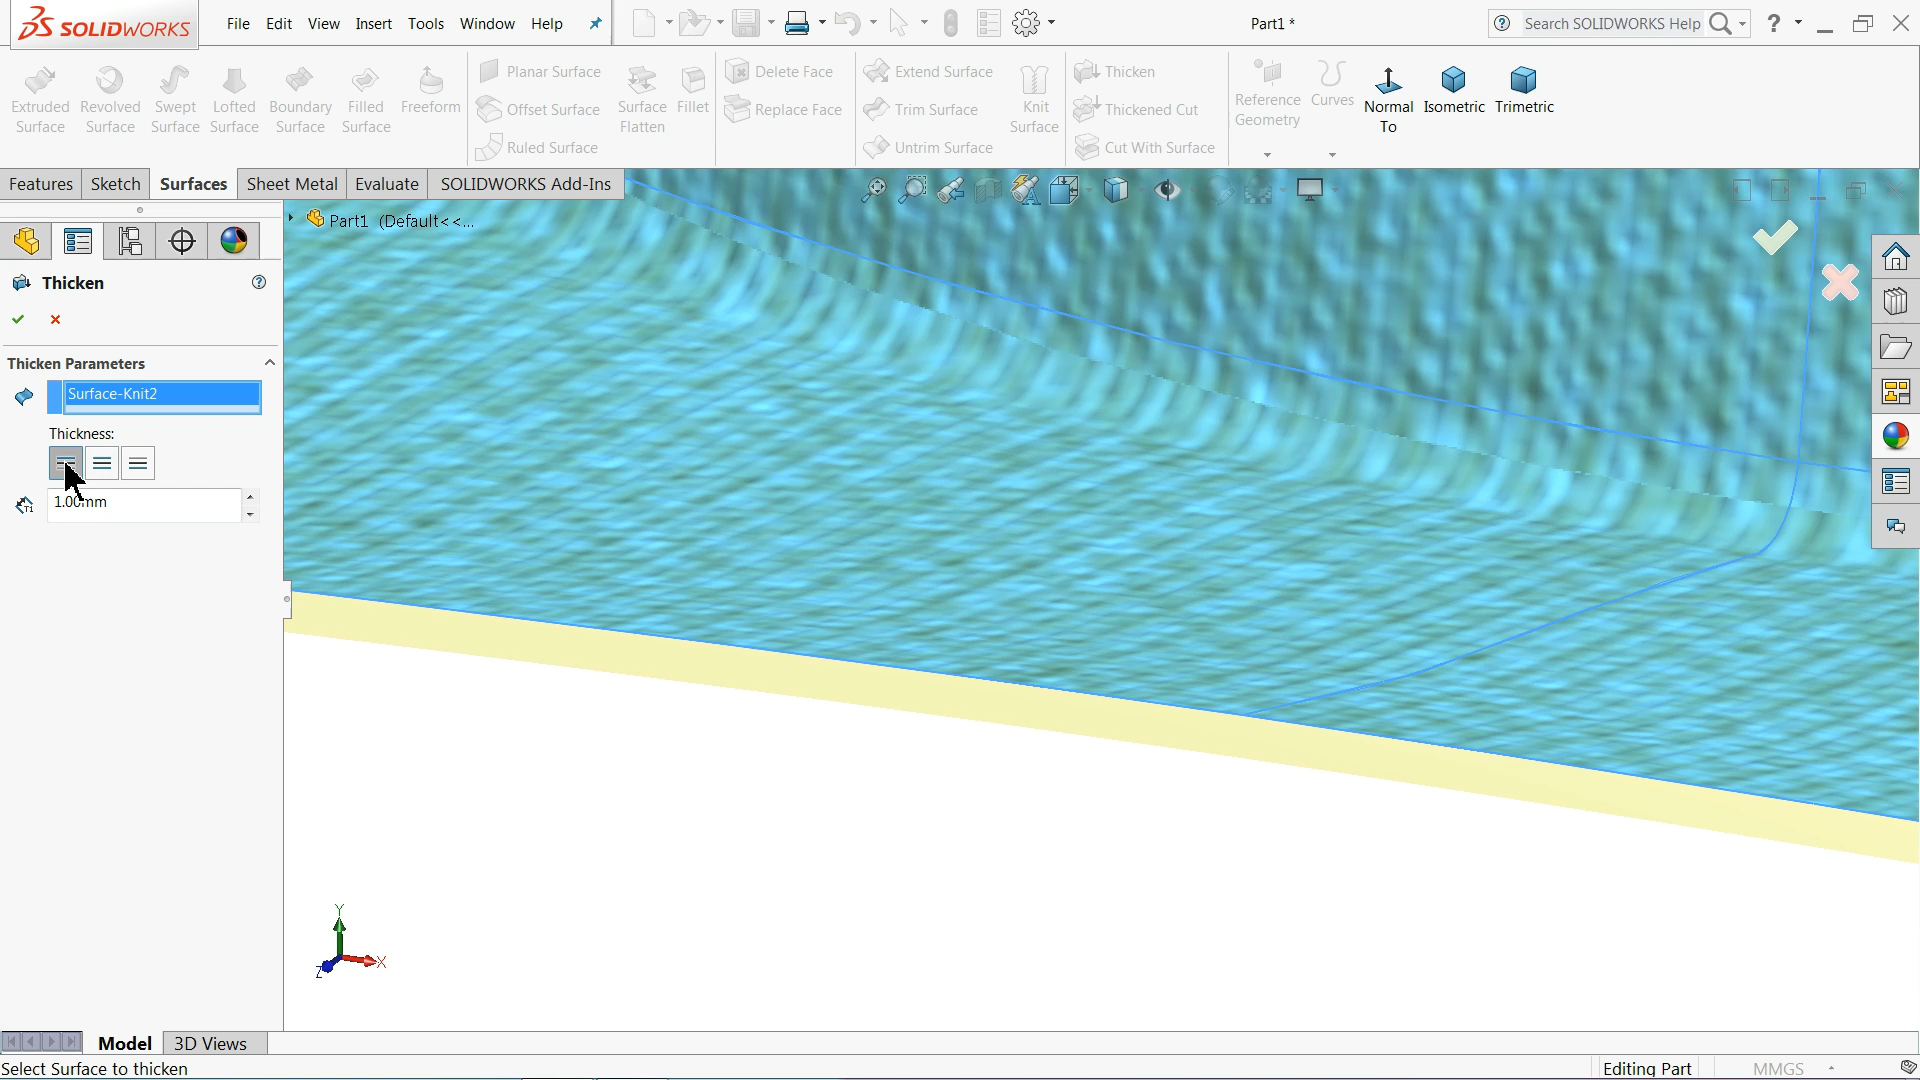 SOLIDWORKS
File Edit View Insert Tools Window Help
Part1 *
Search SOLIDWORKS Help
Extruded Surface
Revolved Surface
Swept Surface
Lofted Surface
Boundary Surface
Filled Surface
Freeform
Planar Surface
Offset Surface
Ruled Surface
Surface Flatten
Fillet
Delete Face
Replace Face
Extend Surface
Trim Surface
Untrim Surface
Knit Surface
Thicken
Thickened Cut
Cut With Surface
Reference Geometry
Curves
Normal To
Isometric
Trimetric
Features Sketch Surfaces Sheet Metal Evaluate SOLIDWORKS Add-Ins
Part1 (Default<<...
Thicken
Thicken Parameters
Surface-Knit2
Thickness:
1.00mm
Y
X
Z
Model 3D Views
Select Surface to thicken
Editing Part
MMGS